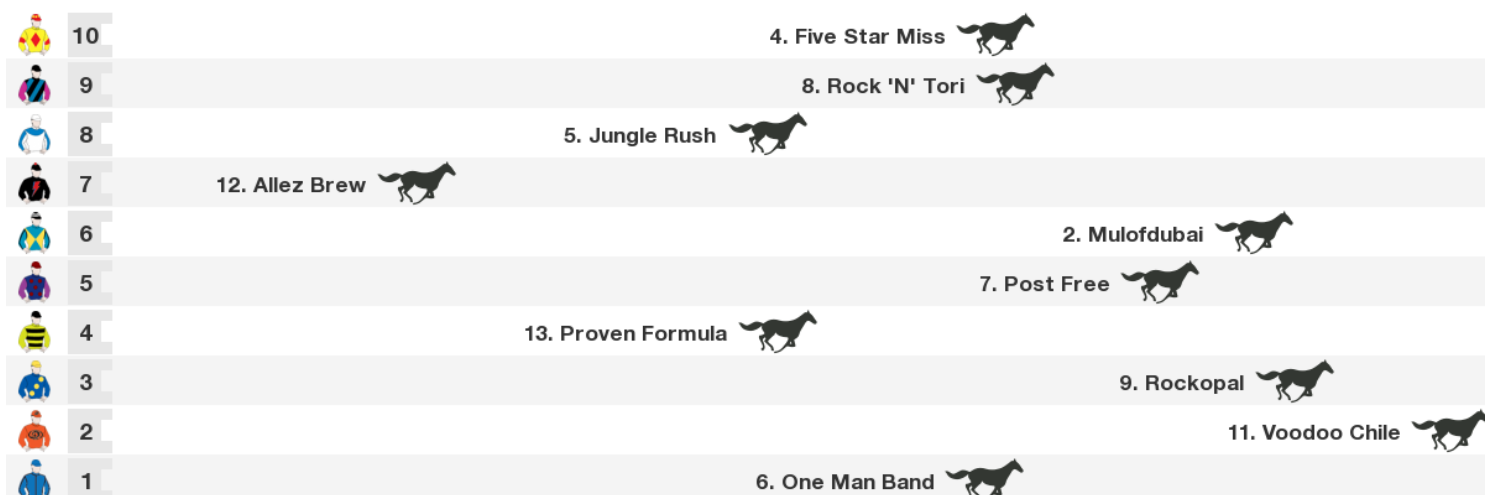 10 4. Five Star Miss
9 8. Rock 'N' Tori
8 5. Jungle Rush
7 12. Allez Brew
6 2. Mulofdubai
5 7. Post Free
4 13. Proven Formula
3 9. Rockopal
2 11. Voodoo Chile
1 6. One Man Band